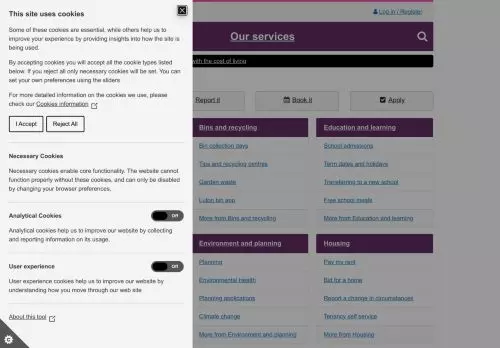 This site uses cookies
Some of these cookies are essential, while others help us to
improve your experience by providing insights into how the site is
being used.
By accepting cookies you will accept all the cookie types listed
below. If you reject all only necessary cookies will be set. You can
set your own preferences using the sliders
For more detailed information on the cookies we use, please
check our Cookies information
I Accept
Reject All
Necessary Cookies
Necessary cookies enable core functionality. The website cannot
function properly without these cookies, and can only be disabled
by changing your browser preferences.
Analytical Cookies
Off
Analytical cookies help us to improve our website by collecting
and reporting information on its usage.
User experience
Off
User experience cookies help us to improve our website by
understanding how you move through our web site
About this tool
Log in / Register
Our services
with the cost of living
Report it
Book it
Apply
Bins and recycling
Bin collection days
Tips and recycling centres
Garden waste
Luton bin app
More from Bins and recycling
Education and learning
School admissions
Term dates and holidays
Transferring to a new school
Free school meals
More from Education and learning
Environment and planning
Planning
Environmental health
Planning applications
Climate change
More from Environment and planning
Housing
Pay my rent
Bid for a home
Report a change in circumstances
Tenancy self service
More from Housing